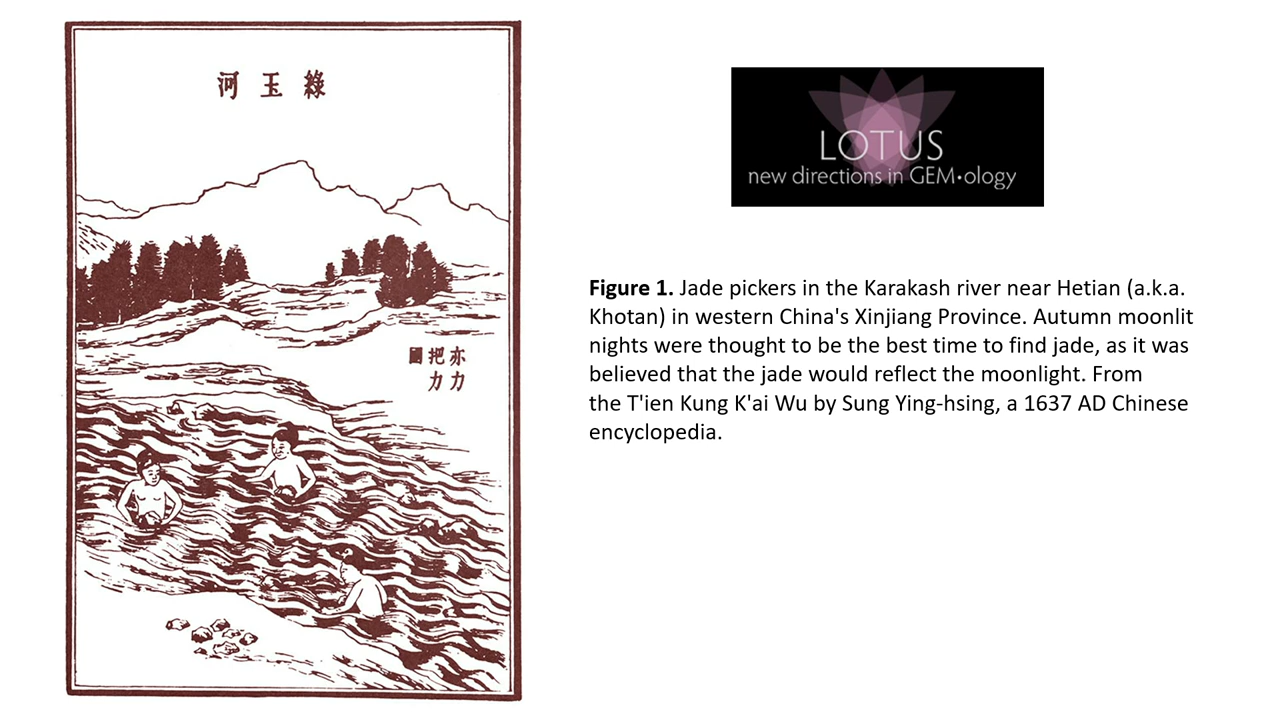 綠玉河
亦力
把力
國
LOTUS
new directions in GEM•ology
Figure 1. Jade pickers in the Karakash river near Hetian (a.k.a.
Khotan) in western China's Xinjiang Province. Autumn moonlit
nights were thought to be the best time to find jade, as it was
believed that the jade would reflect the moonlight. From
the T'ien Kung K'ai Wu by Sung Ying-hsing, a 1637 AD Chinese
encyclopedia.